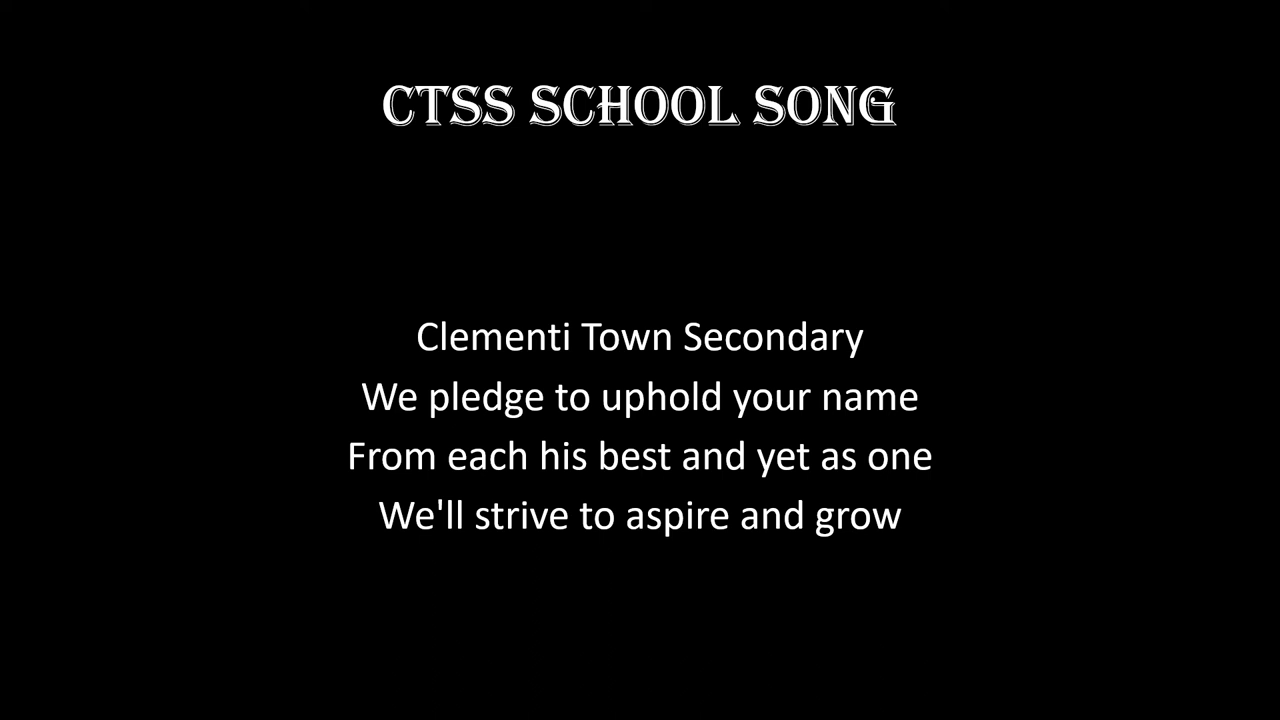 CTSS SCHOOL SONG
Clementi Town Secondary
We pledge to uphold your name
From each his best and yet as one
We'll strive to aspire and grow